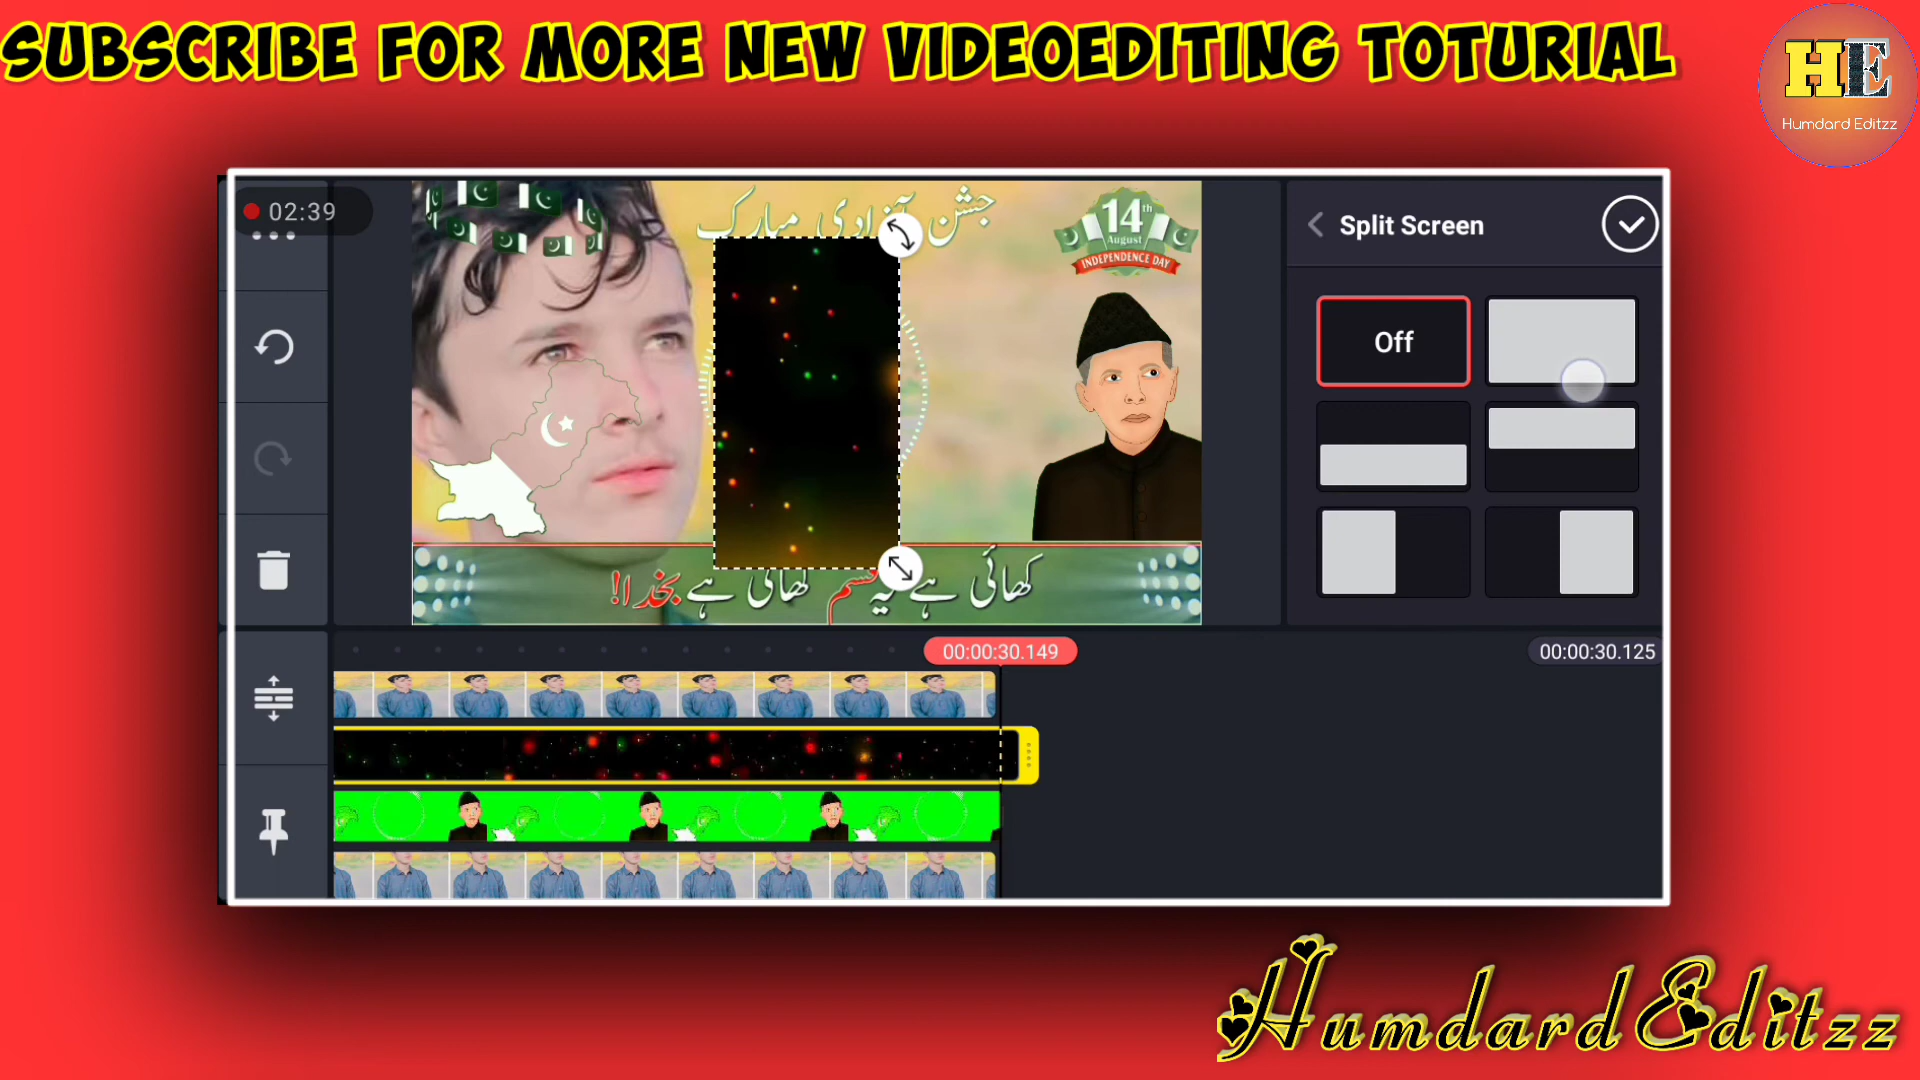 SUBSCRIBE FOR MORE NEW VIDEOEDITING TOTURIAL
HE
Humdard Editzz
02:39
جشن آزادی مبارک
14th
August
INDEPENDENCE DAY
Split Screen
Off
کھائی ہے یہ قسم کھائی ہے بخدا!
00:00:30.149
00:00:30.125
Humdard Editzz